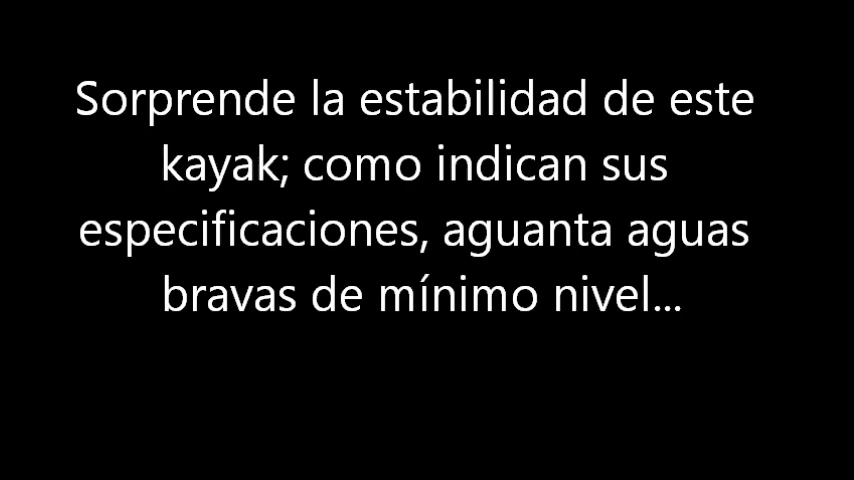 Sorprende la estabilidad de este
kayak; como indican sus
especificaciones, aguanta aguas
bravas de mínimo nivel...